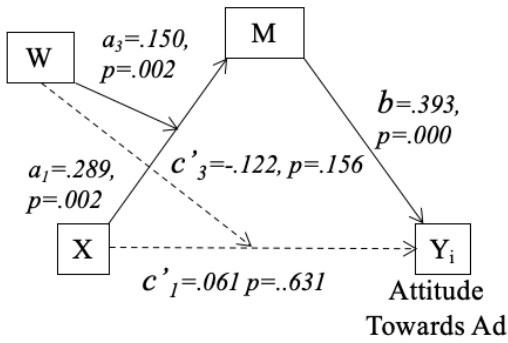 M
W
a₃=.150,
p=.002
b=.393,
p=.000
c’₃=-.122, p=.156
a₁=.289,
p=.002
X
Yᵢ
c’₁=.061 p=..631
Attitude
Towards Ad